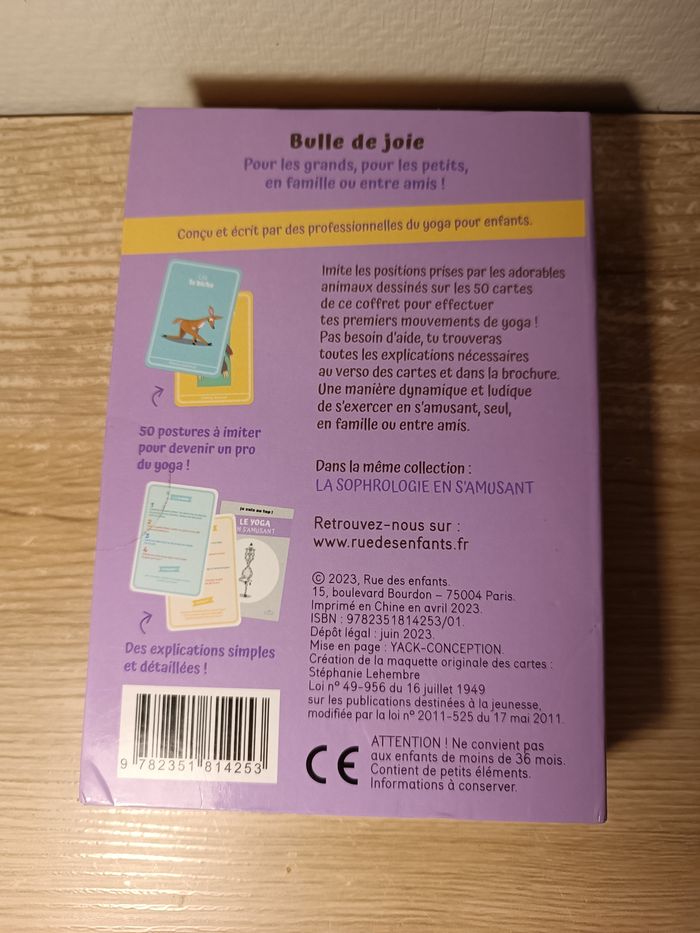 Bulle de joie
Pour les grands, pour les petits,
en famille ou entre amis !
Conçu et écrit par des professionnelles du yoga pour enfants.
Imite les positions prises par les adorables
animaux dessinés sur les 50 cartes
de ce coffret pour effectuer
tes premiers mouvements de yoga !
Pas besoin d'aide, tu trouveras
toutes les explications nécessaires
au verso des cartes et dans la brochure.
Une manière dynamique et ludique
de s'exercer en s'amusant, seul,
en famille ou entre amis.
50 postures à imiter
pour devenir un pro
du yoga !
Dans la même collection :
LA SOPHROLOGIE EN S'AMUSANT
je suis au top !
LE YOGA
EN S'AMUSANT
1
2
3
4
Retrouvez-nous sur :
www.ruedesenfants.fr
Des explications simples
et détaillées !
© 2023, Rue des enfants.
15, boulevard Bourdon – 75004 Paris.
Imprimé en Chine en avril 2023.
ISBN : 9782351814253/01.
Dépôt légal : juin 2023.
Mise en page : YACK-CONCEPTION.
Création de la maquette originale des cartes :
Stéphanie Lehembre
Loi n° 49-956 du 16 juillet 1949
sur les publications destinées à la jeunesse,
modifiée par la loi n° 2011-525 du 17 mai 2011.
9 782351 814253
CE
ATTENTION ! Ne convient pas
aux enfants de moins de 36 mois.
Contient de petits éléments.
Informations à conserver.